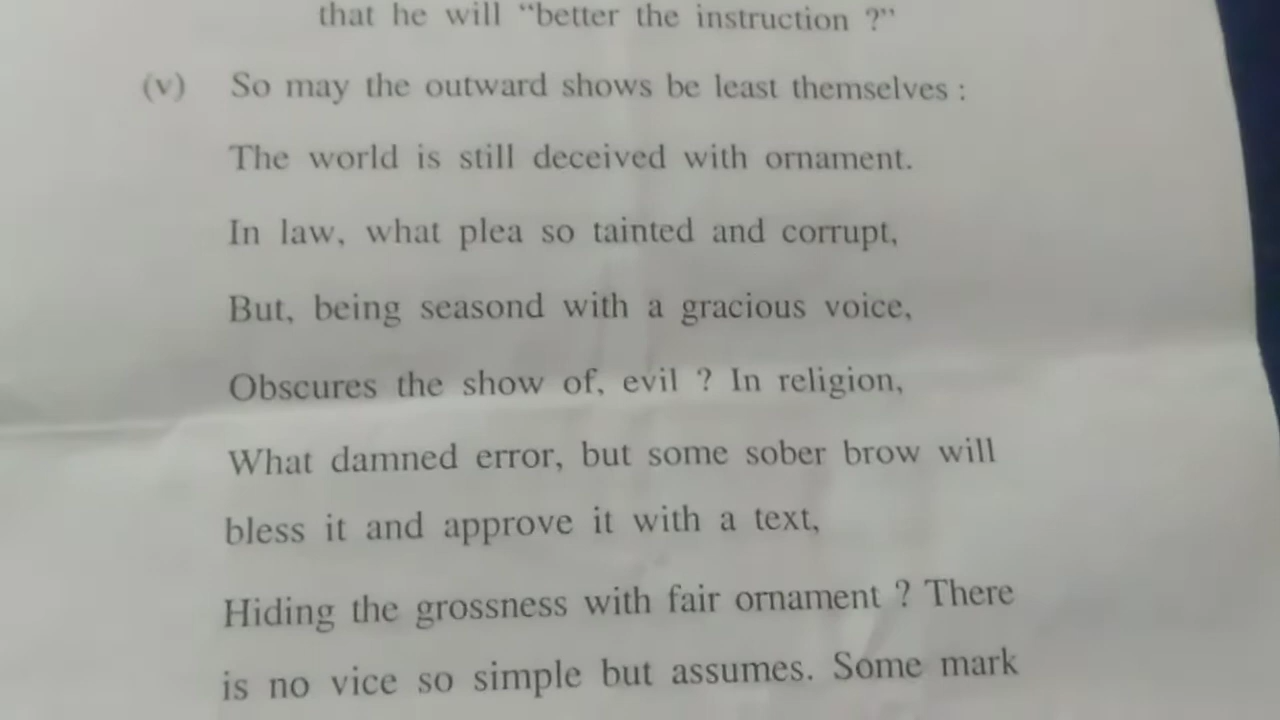 that he will “better the instruction ?”
(v) So may the outward shows be least themselves :
The world is still deceived with ornament.
In law, what plea so tainted and corrupt,
But, being seasond with a gracious voice,
Obscures the show of, evil ? In religion,
What damned error, but some sober brow will
bless it and approve it with a text,
Hiding the grossness with fair ornament ? There
is no vice so simple but assumes. Some mark